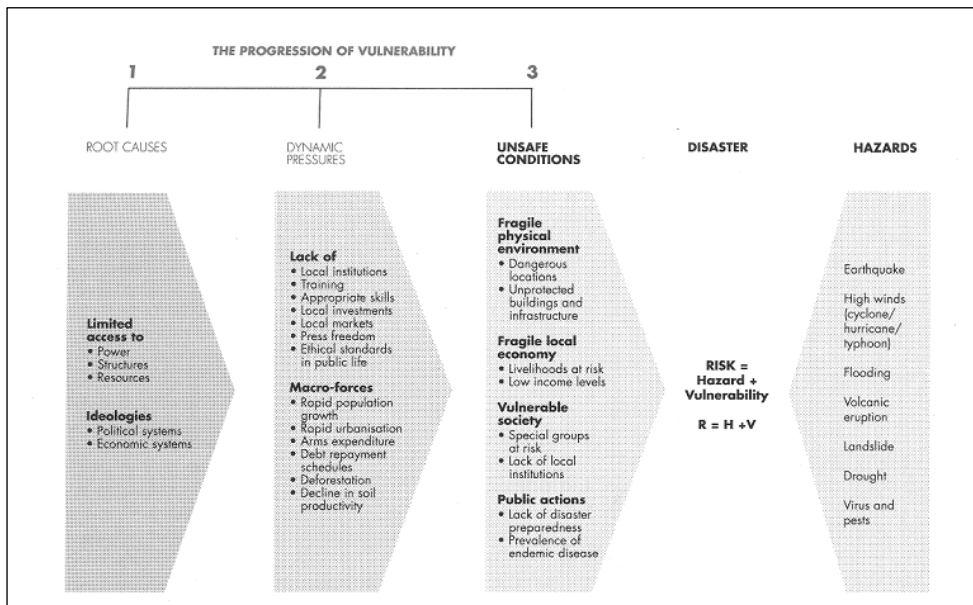 THE PROGRESSION OF VULNERABILITY
1
2
3
ROOT CAUSES
DYNAMIC
PRESSURES
UNSAFE
CONDITIONS
DISASTER
HAZARDS
Limited
access to
• Power
• Structures
• Resources
Ideologies
• Political systems
• Economic systems
Lack of
• Local institutions
• Training
• Appropriate skills
• Local investments
• Local markets
• Press freedom
• Ethical standards
in public life
Macro-forces
• Rapid population
growth
• Rapid urbanisation
• Arms expenditure
• Debt repayment
schedules
• Deforestation
• Decline in soil
productivity
Fragile
physical
environment
• Dangerous
locations
• Unprotected
buildings and
infrastructure
Fragile local
economy
• Livelihoods at risk
• Low income levels
Vulnerable
society
• Special groups
at risk
• Lack of local
institutions
Public actions
• Lack of disaster
preparedness
• Prevalence of
endemic disease
RISK =
Hazard +
Vulnerability
R = H +V
Earthquake
High winds
(cyclone/
hurricane/
typhoon)
Flooding
Volcanic
eruption
Landslide
Drought
Virus and
pests